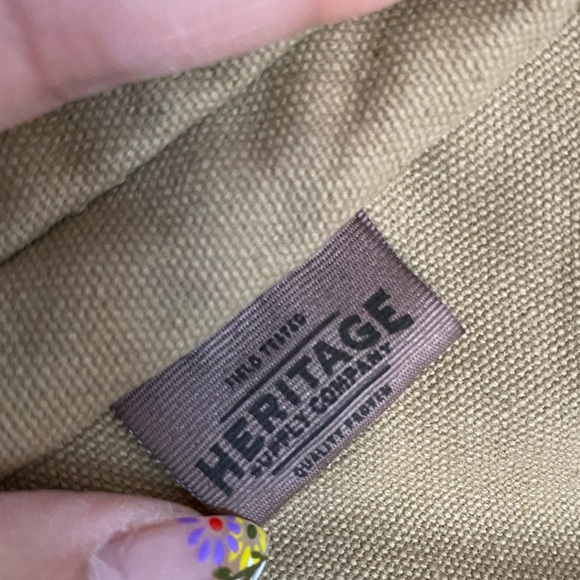 FIELD TESTED
HERITAGE
SUPPLY COMPANY
QUALITY PROVEN